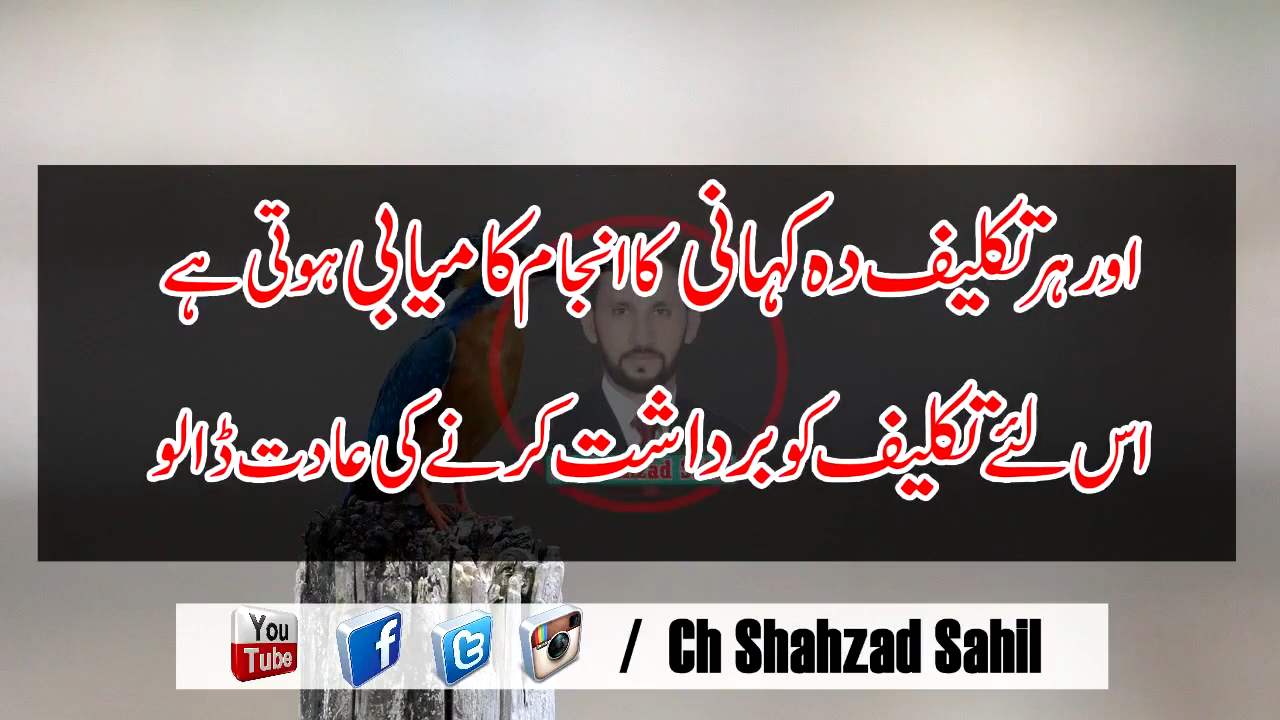 اور ہر تکلیف دہ کہانی کا انجام کامیابی ہوتی ہے
اس لئے تکلیف کو برداشت کرنے کی عادت ڈالو
You Tube f t / Ch Shahzad Sahil